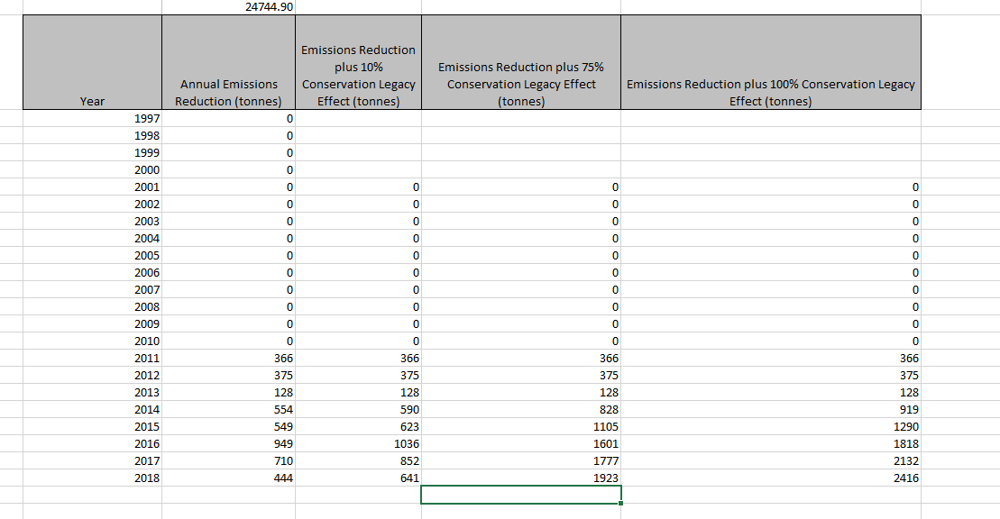 24744.90
Year | Annual Emissions Reduction (tonnes) | Emissions Reduction plus 10% Conservation Legacy Effect (tonnes) | Emissions Reduction plus 75% Conservation Legacy Effect (tonnes) | Emissions Reduction plus 100% Conservation Legacy Effect (tonnes)
1997 0
1998 0
1999 0
2000 0
2001 0 0 0 0
2002 0 0 0 0
2003 0 0 0 0
2004 0 0 0 0
2005 0 0 0 0
2006 0 0 0 0
2007 0 0 0 0
2008 0 0 0 0
2009 0 0 0 0
2010 0 0 0 0
2011 366 366 366 366
2012 375 375 375 375
2013 128 128 128 128
2014 554 590 828 919
2015 549 623 1105 1290
2016 949 1036 1601 1818
2017 710 852 1777 2132
2018 444 641 1923 2416